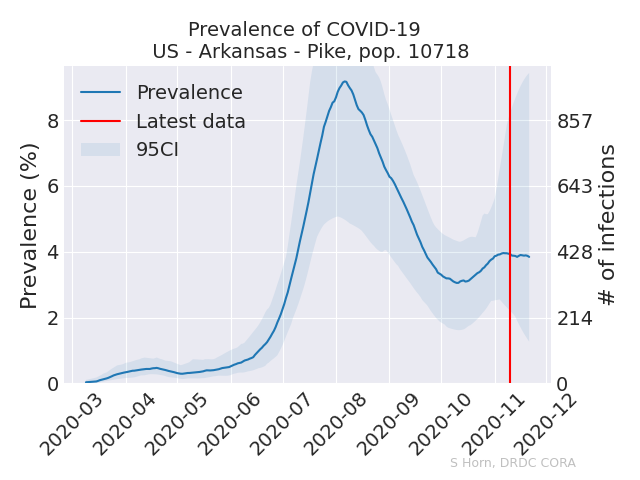 Prevalence of COVID-19
US - Arkansas - Pike, pop. 10718
Prevalence
Latest data
95CI
Prevalence (%)
8
6
4
2
0
857
643
428
214
0
# of infections
2020-03
2020-04
2020-05
2020-06
2020-07
2020-08
2020-09
2020-10
2020-11
2020-12
S Horn, DRDC CORA